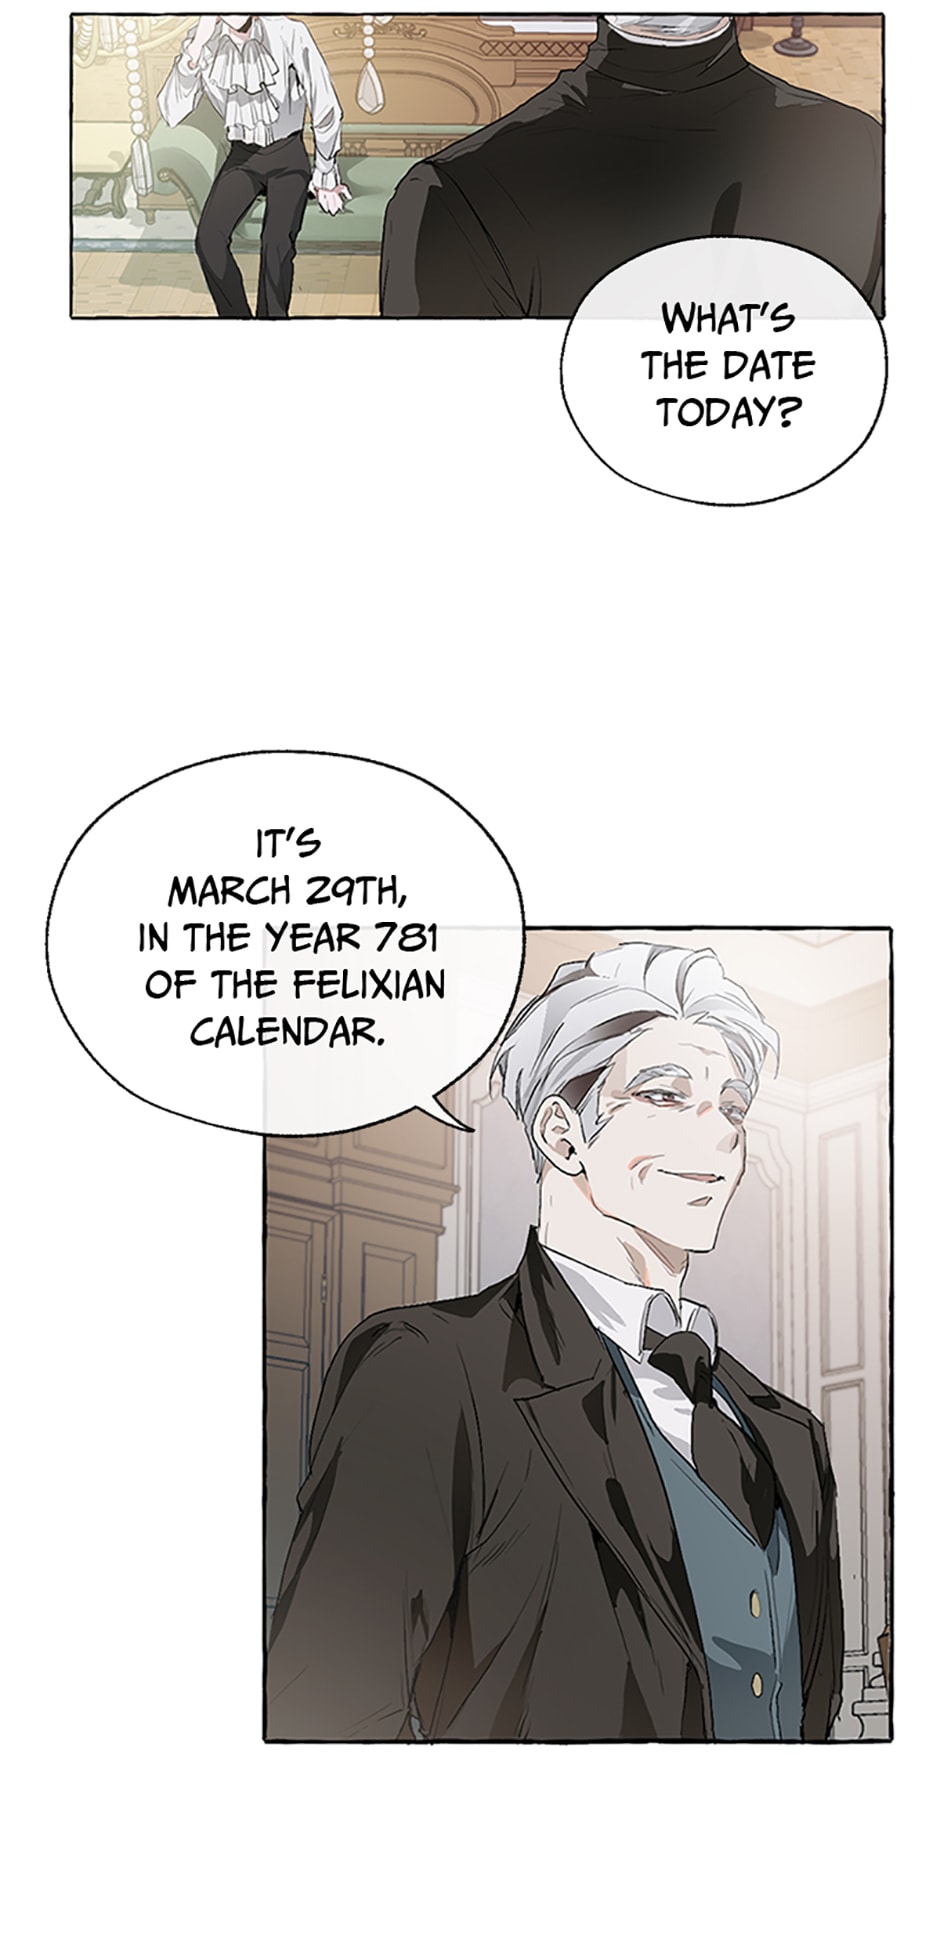 WHAT'S
THE DATE
TODAY?
IT'S
MARCH 29TH,
IN THE YEAR 781
OF THE FELIXIAN
CALENDAR.